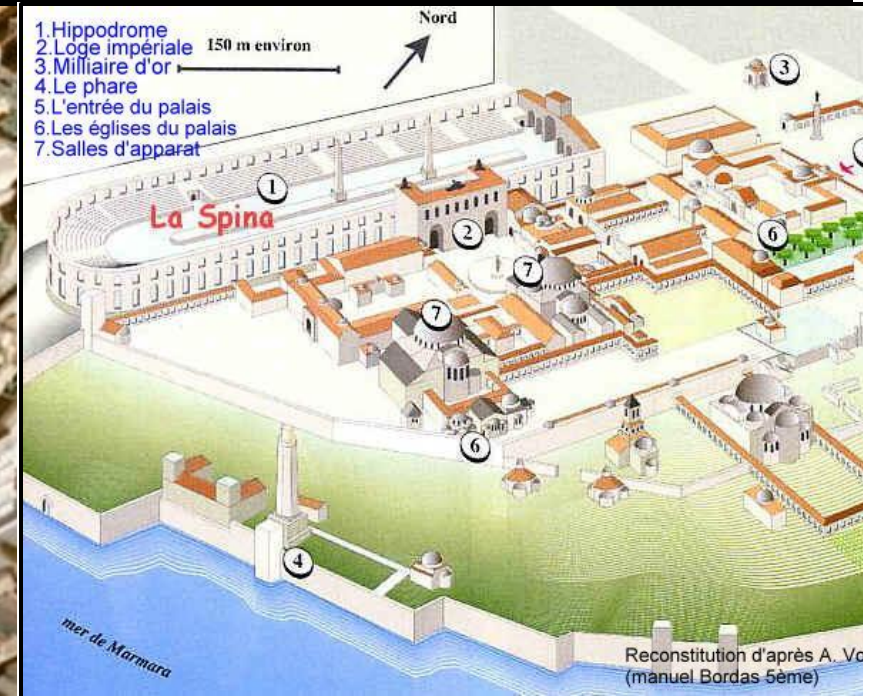 1.Hippodrome
2.Loge impériale
3.Milliaire d'or
4.Le phare
5.L'entrée du palais
6.Les églises du palais
7.Salles d'apparat
150 m environ
Nord
3
1
La Spina
2
6
7
7
6
4
mer de Marmara
Reconstitution d'après A.
(manuel Bordas 5ème)